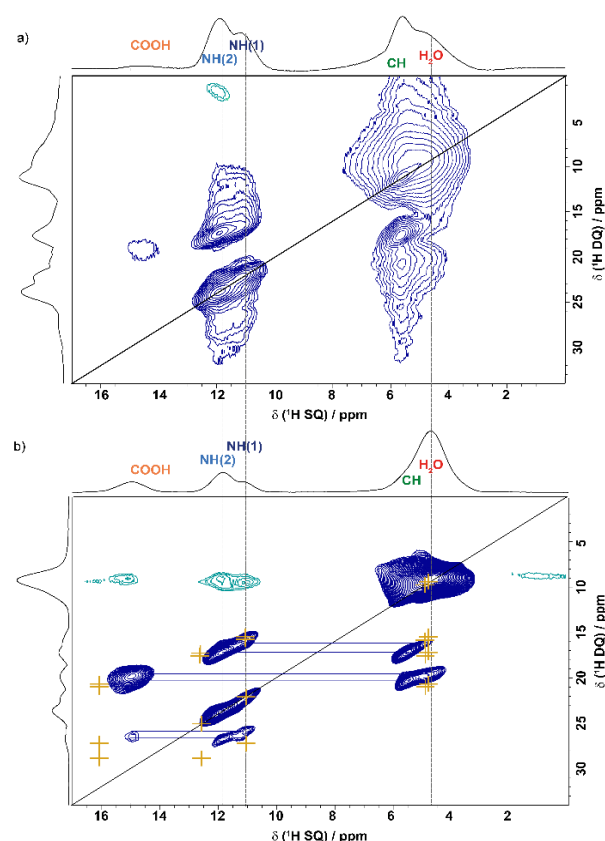 a)
COOH
NH(2)
NH(1)
CH
H₂O
5
10
15
20
25
30
δ (¹H DQ) / ppm
16 14 12 10 8 6 4 2
δ (¹H SQ) / ppm
b)
COOH
NH(2)
NH(1)
CH
H₂O
5
10
15
20
25
30
δ (¹H DQ) / ppm
16 14 12 10 8 6 4 2
δ (¹H SQ) / ppm